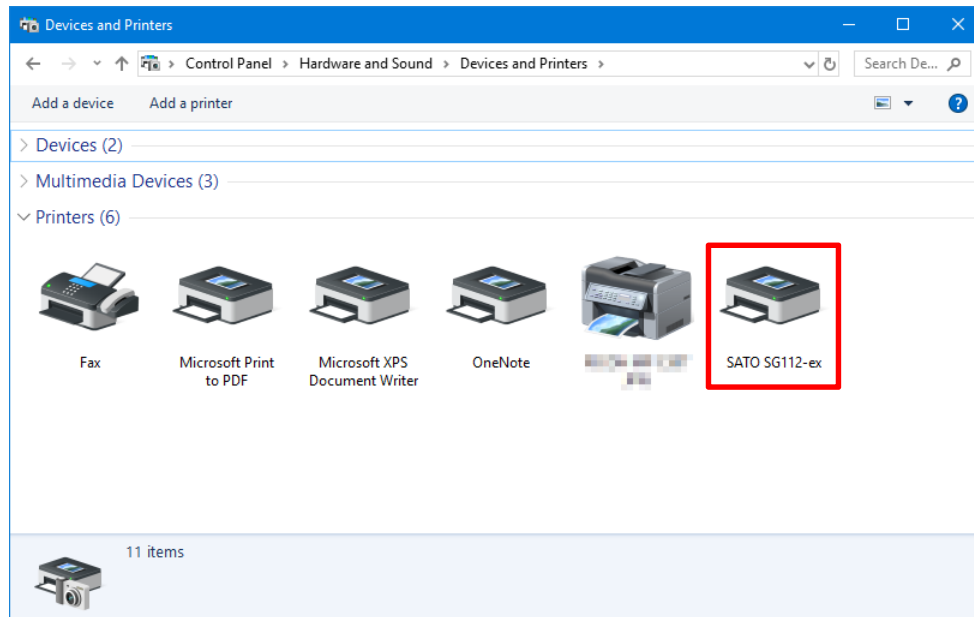 Devices and Printers
Control Panel > Hardware and Sound > Devices and Printers >
Search De...
Add a device Add a printer
?
Devices (2)
Multimedia Devices (3)
Printers (6)
Fax
Microsoft Print
to PDF
Microsoft XPS
Document Writer
OneNote
SATO SG112-ex
11 items